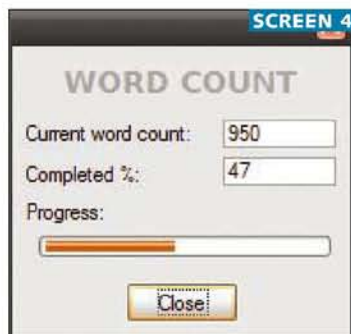 SCREEN 4
WORD COUNT
Current word count: 950
Completed %: 47
Progress:
Close